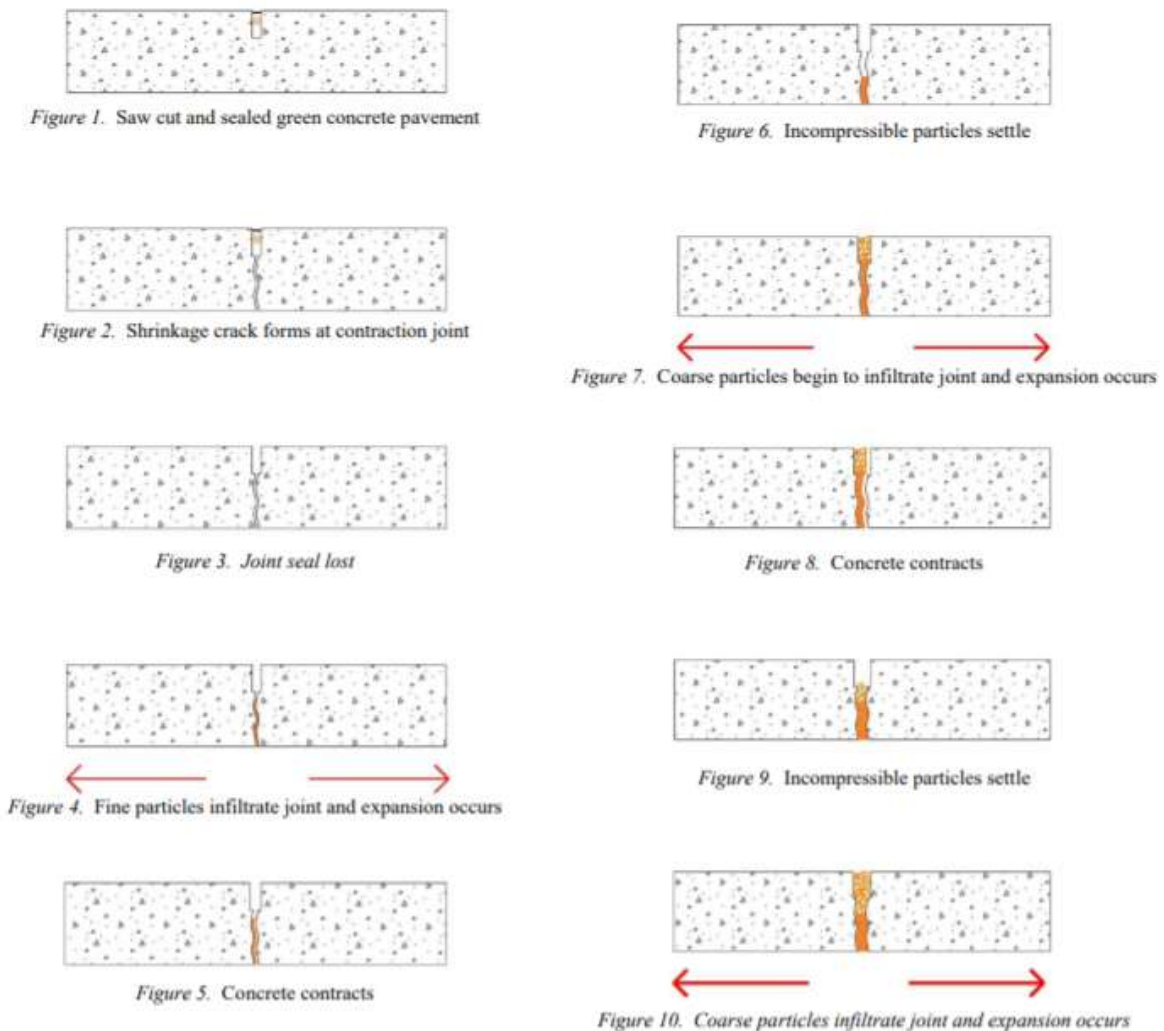 Figure 1. Saw cut and sealed green concrete pavement
Figure 2. Shrinkage crack forms at contraction joint
Figure 3. Joint seal lost
Figure 4. Fine particles infiltrate joint and expansion occurs
Figure 5. Concrete contracts
Figure 6. Incompressible particles settle
Figure 7. Coarse particles begin to infiltrate joint and expansion occurs
Figure 8. Concrete contracts
Figure 9. Incompressible particles settle
Figure 10. Coarse particles infiltrate joint and expansion occurs